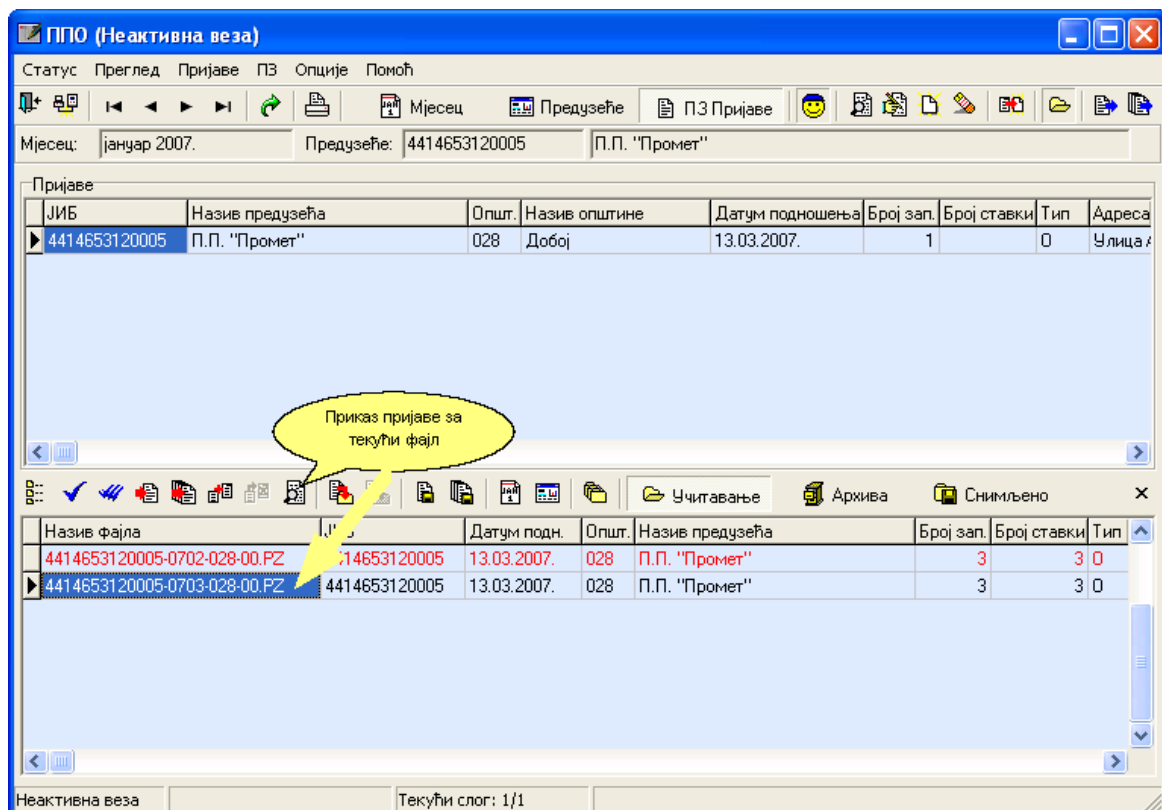 ППО (Неактивна веза)
Статус Преглед Пријаве ПЗ Опције Помоћ
Мјесец Предузеће ПЗ Пријаве
Мјесец: јануар 2007. Предузеће: 4414653120005 П.П. "Промет"
Пријаве
ЈИБ Назив предузећа Општ. Назив општине Датум подношења Број зап. Број ставки Тип Адреса
4414653120005 П.П. "Промет" 028 Добој 13.03.2007. 1 О Улица
Приказ пријаве за
текући фајл
Учитавање Архива Снимљено
Назив фајла Датум подн. Општ. Назив предузећа Број зап. Број ставки Тип
4414653120005-0702-028-00.PZ 4414653120005 13.03.2007. 028 П.П. "Промет" 3 3 О
4414653120005-0703-028-00.PZ 4414653120005 13.03.2007. 028 П.П. "Промет" 3 3 О
Неактивна веза Текући слог: 1/1